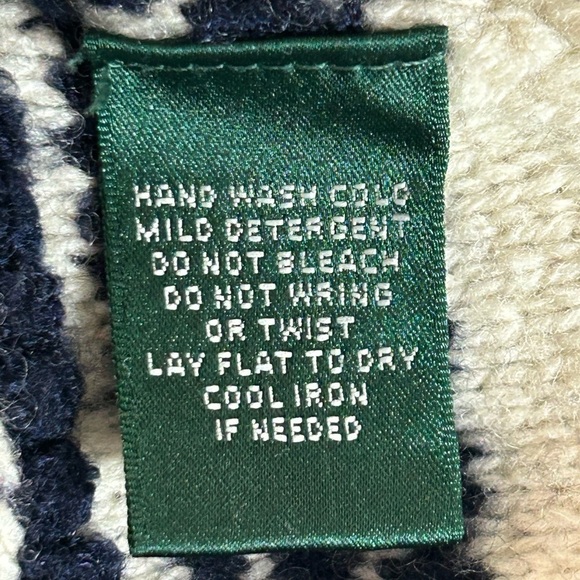 HAND WASH COLD
MILD DETERGENT
DO NOT BLEACH
DO NOT WRING
OR TWIST
LAY FLAT TO DRY
COOL IRON
IF NEEDED